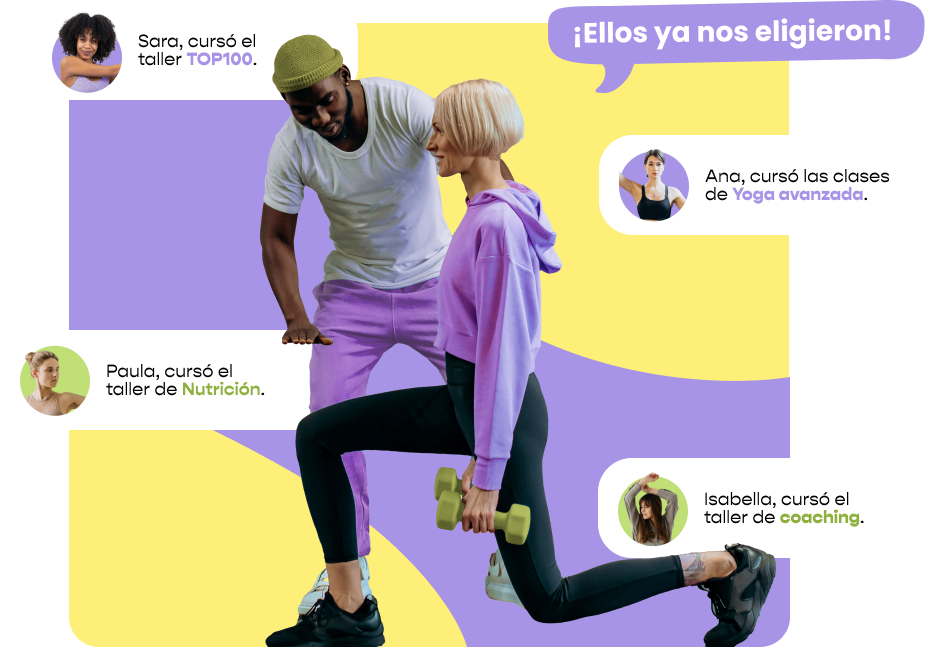 Sara, cursó el
taller TOP100.
¡Ellos ya nos eligieron!
Ana, cursó las clases
de Yoga avanzada.
Paula, cursó el
taller de Nutrición.
Isabella, cursó el
taller de coaching.